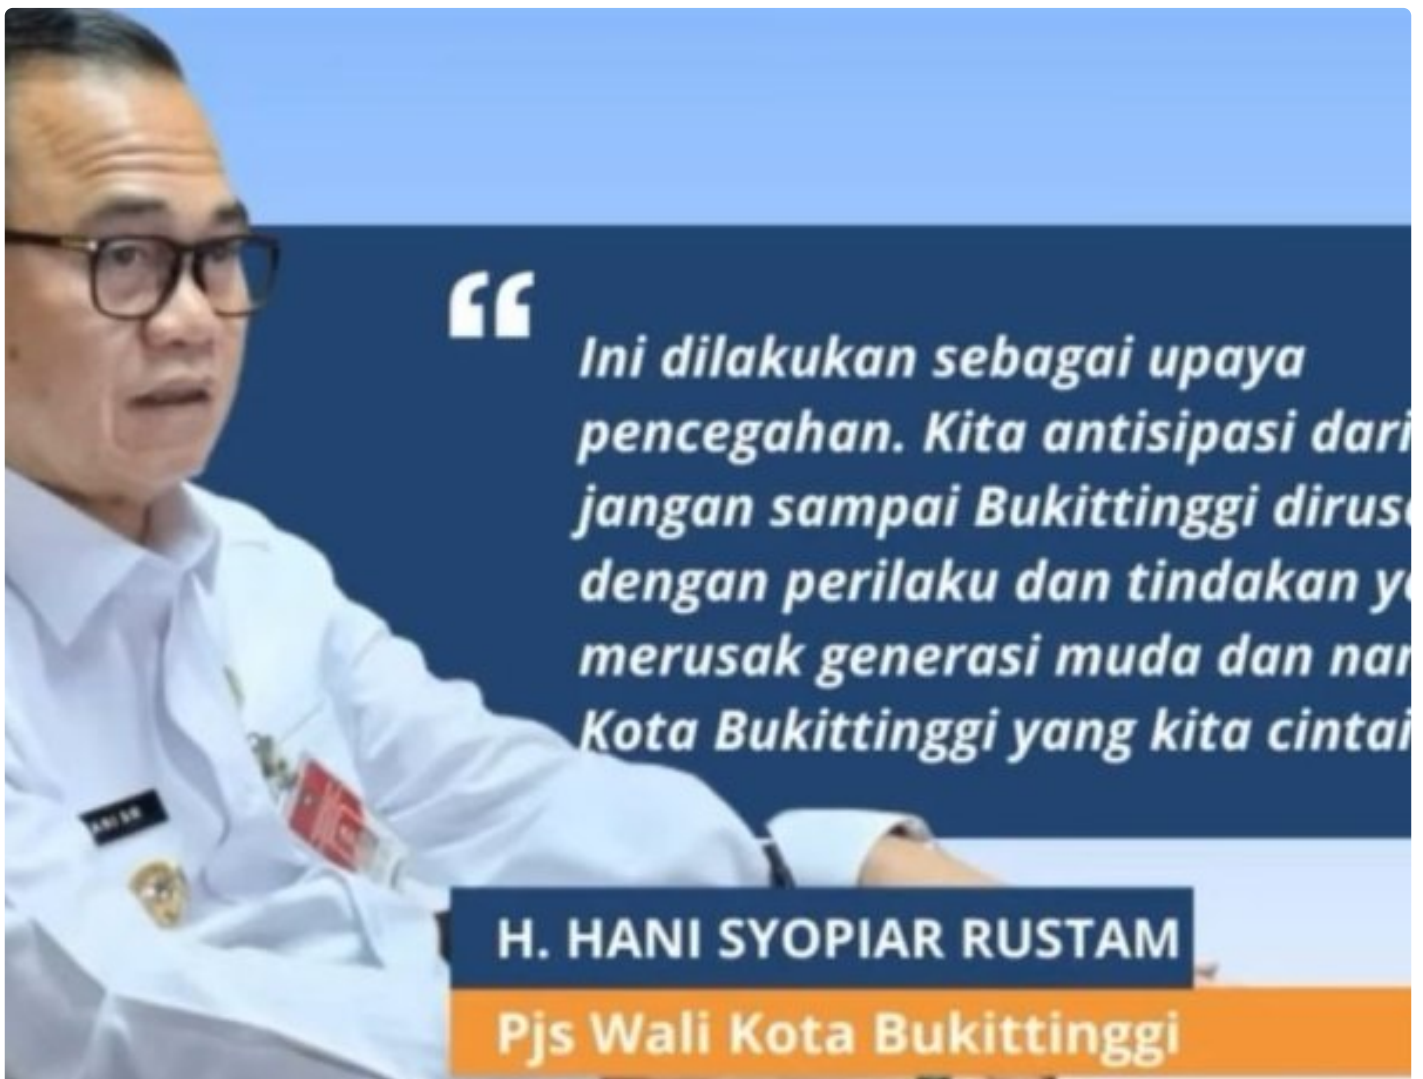 “
Ini dilakukan sebagai upaya
pencegahan. Kita antisipasi dari
jangan sampai Bukittinggi dirus
dengan perilaku dan tindakan
merusak generasi muda dan
Kota Bukittinggi yang kita cintai
H. HANI SYOPIAR RUSTAM
Pjs Wali Kota Bukittinggi